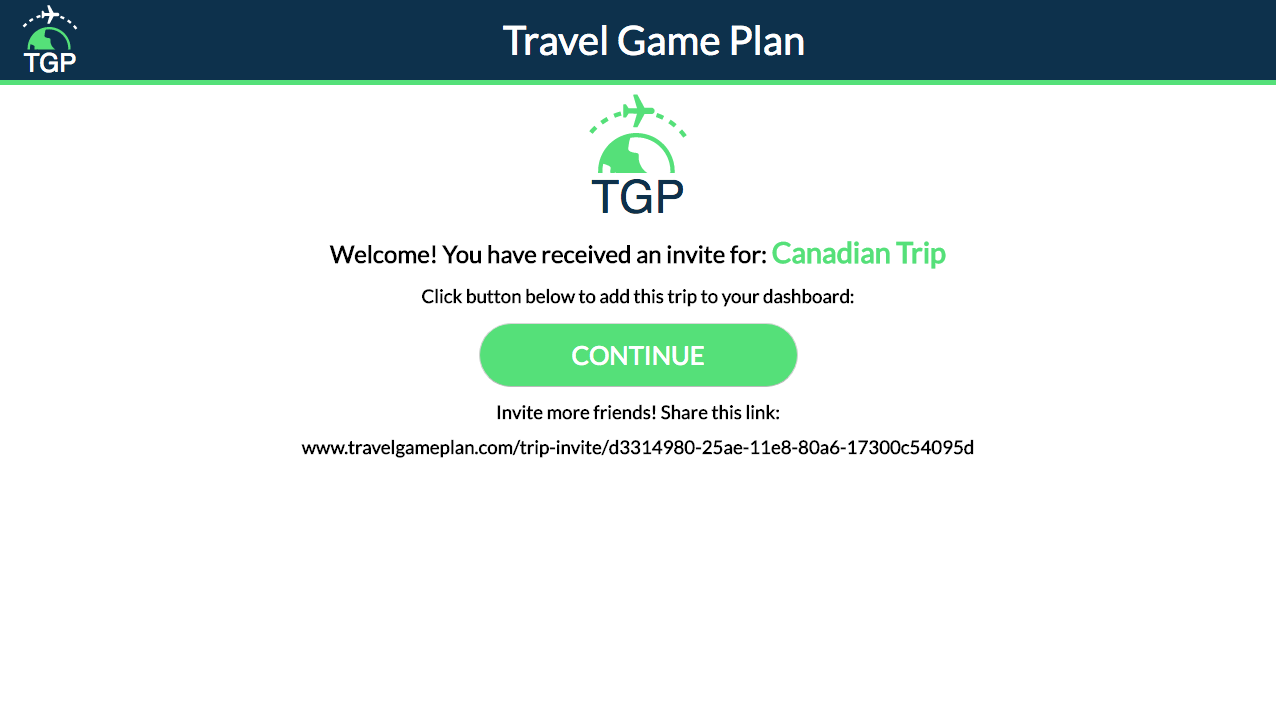 TGP
Travel Game Plan
TGP
Welcome! You have received an invite for: Canadian Trip
Click button below to add this trip to your dashboard:
CONTINUE
Invite more friends! Share this link:
www.travelgameplan.com/trip-invite/d3314980-25ae-11e8-80a6-17300c54095d